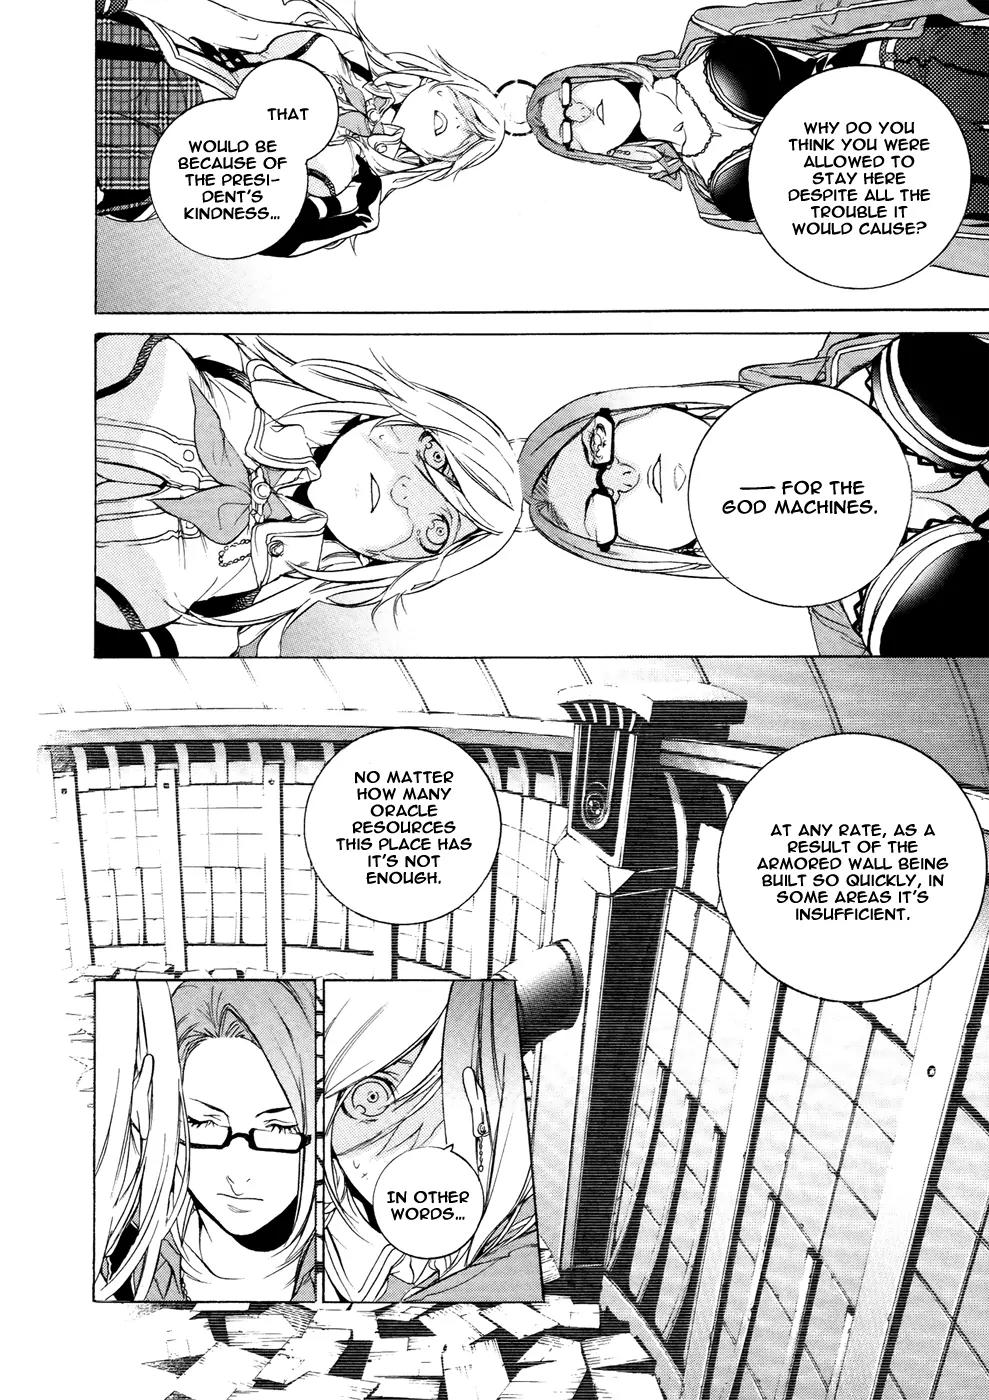 WHY DO YOU
THINK YOU WERE
ALLOWED TO
STAY HERE
DESPITE ALL THE
TROUBLE IT
WOULD CAUSE?
THAT
WOULD BE
BECAUSE OF
THE PRESI-
DENT'S
KINDNESS...
— FOR THE
GOD MACHINES.
AT ANY RATE, AS A
RESULT OF THE
ARMORED WALL BEING
BUILT SO QUICKLY, IN
SOME AREAS IT'S
INSUFFICIENT.
NO MATTER
HOW MANY
ORACLE
RESOURCES
THIS PLACE HAS
IT'S NOT
ENOUGH.
IN OTHER
WORDS...